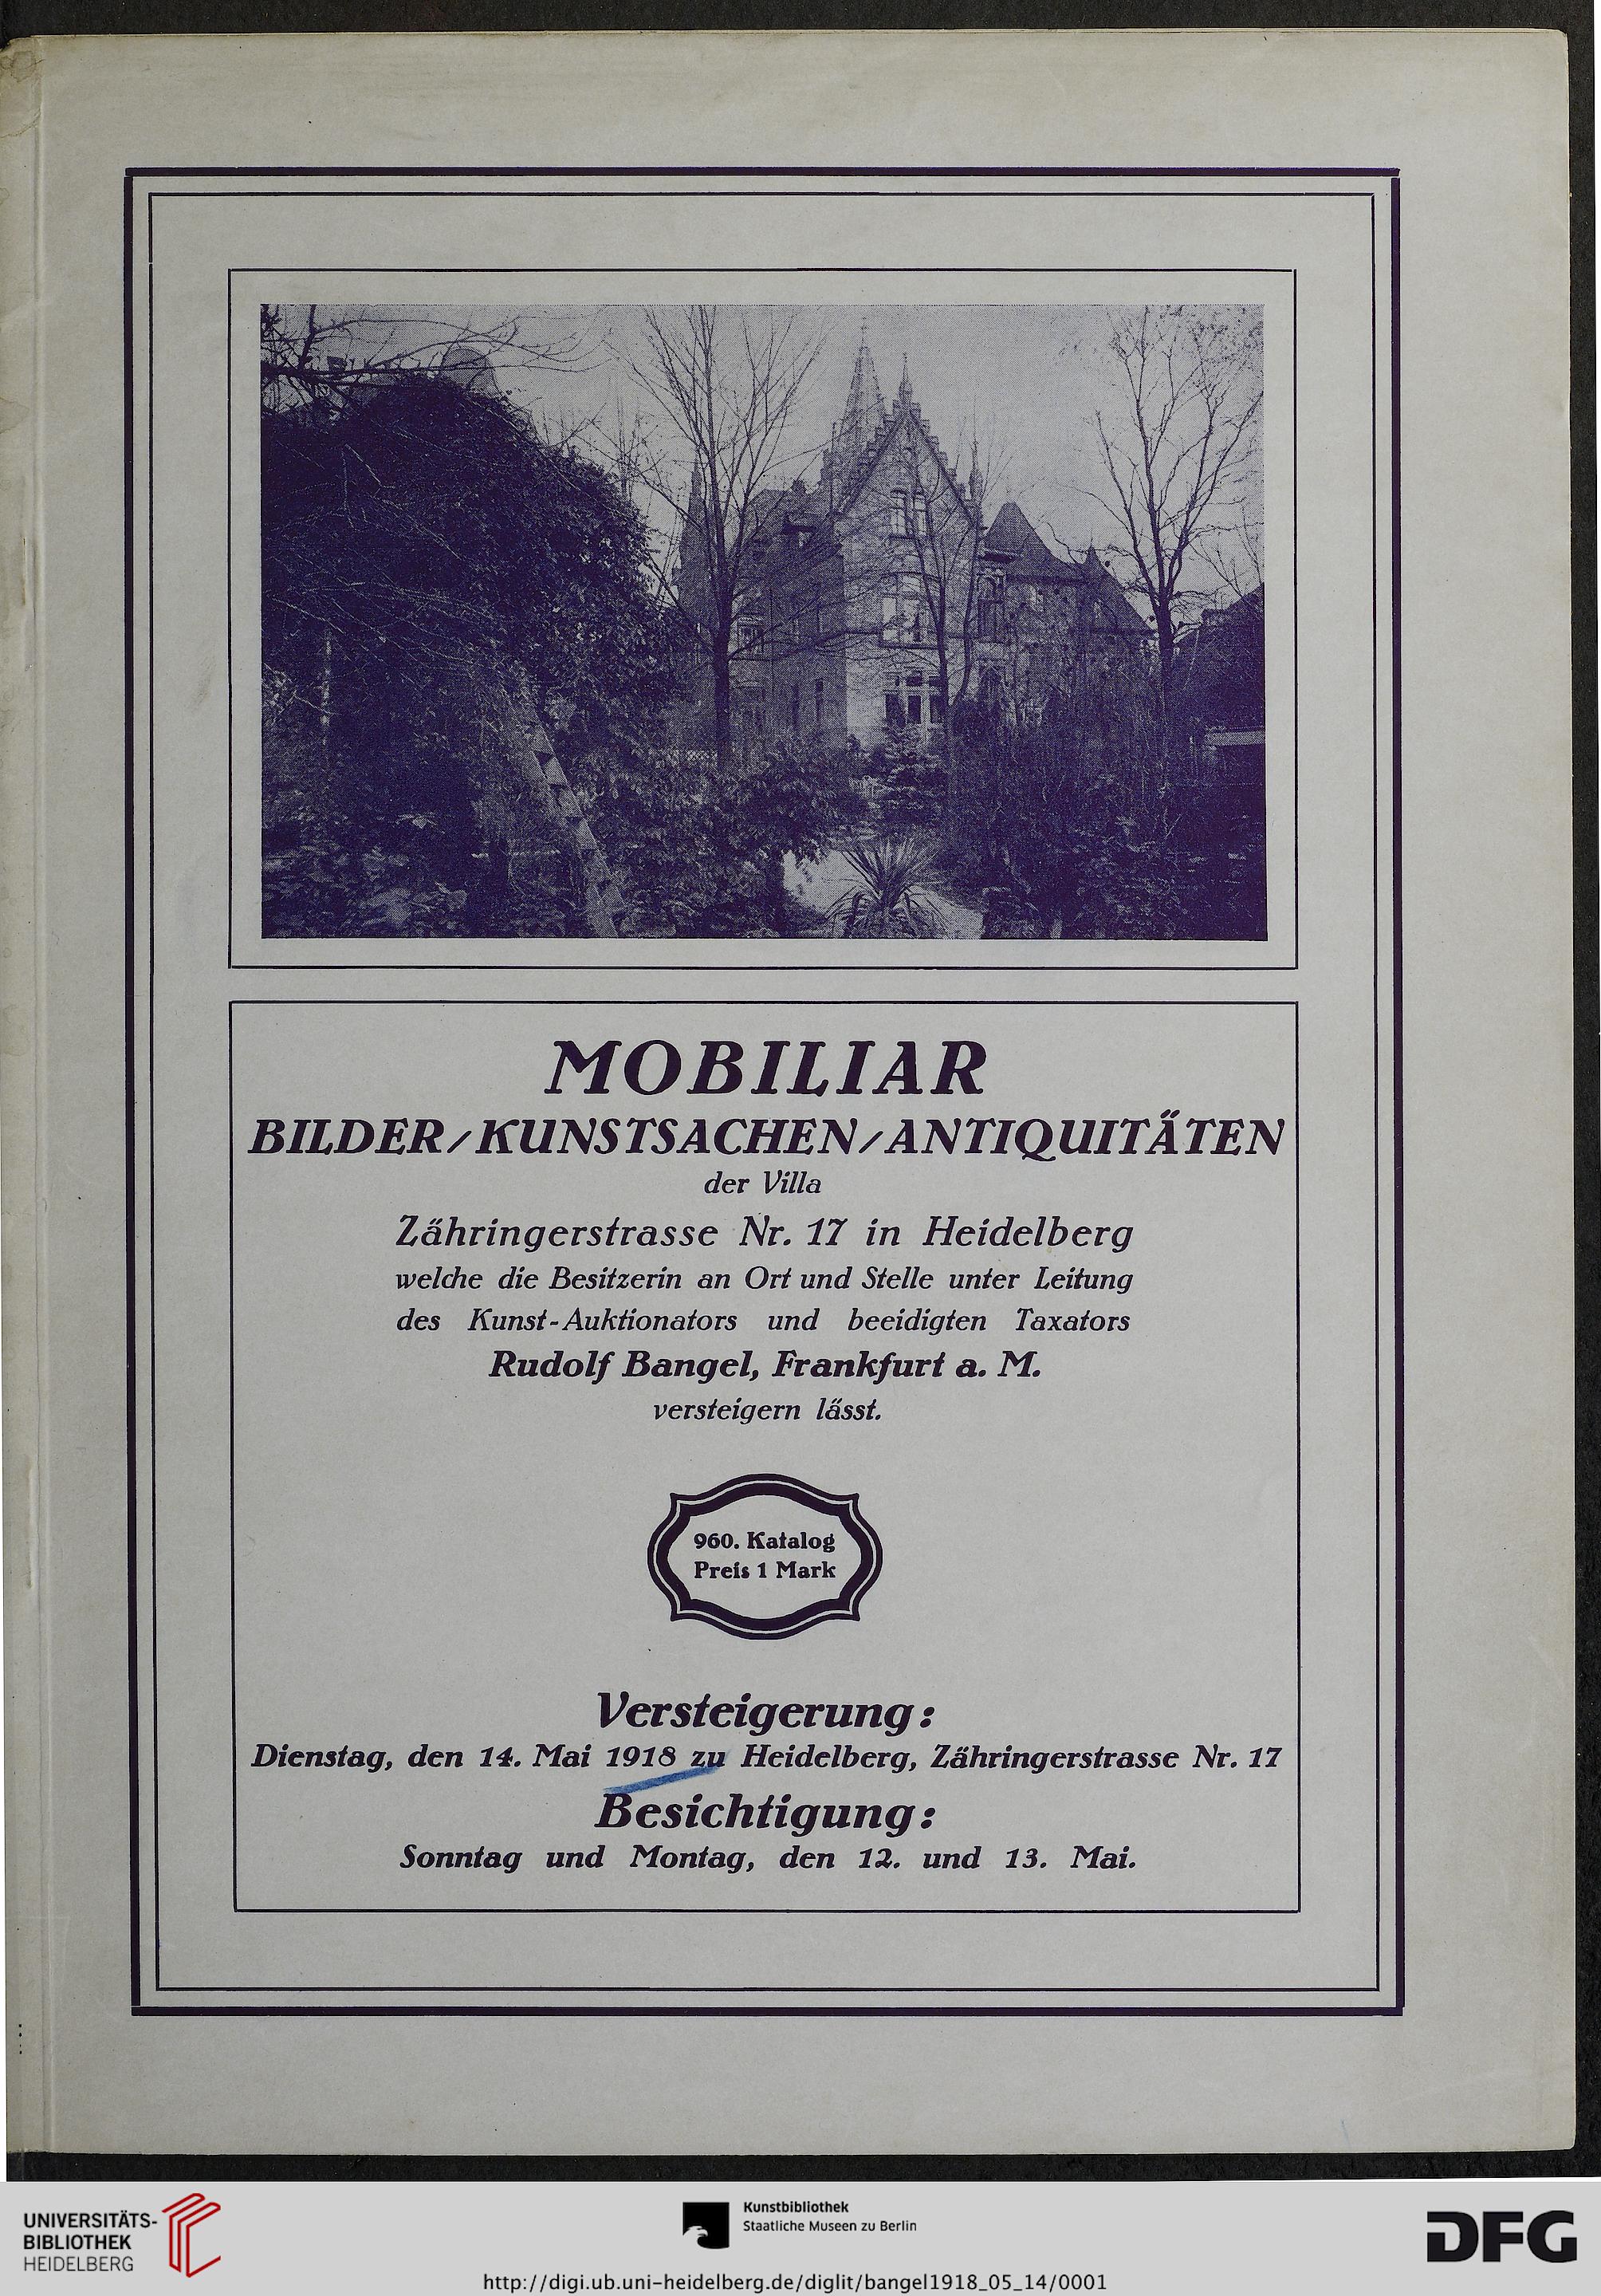 MOBILIAR
BILDER/KUNSTSACHEN/ANTIQUITÄTEN
der Villa
Zähringerstrasse Nr. 17 in Heidelberg
welche die Besitzerin an Ort und Stelle unter Leitung
des Kunst-Auktionators und beeidigten Taxators
Rudolf Bangel, Frankfurt a. M.
versteigern lässt.
960. Katalog
Preis 1 Mark
Versteigerung:
Dienstag, den 14. Mai 1918 zu Heidelberg, Zähringerstrasse Nr. 17
Besichtigung:
Sonntag und Montag, den 12. und 13. Mai.
UNIVERSITÄTS-
BIBLIOTHEK
HEIDELBERG
Kunstbibliothek
Staatliche Museen zu Berlin
DFG
http://digi.ub.uni-heidelberg.de/diglit/bangel1918_05_14/0001